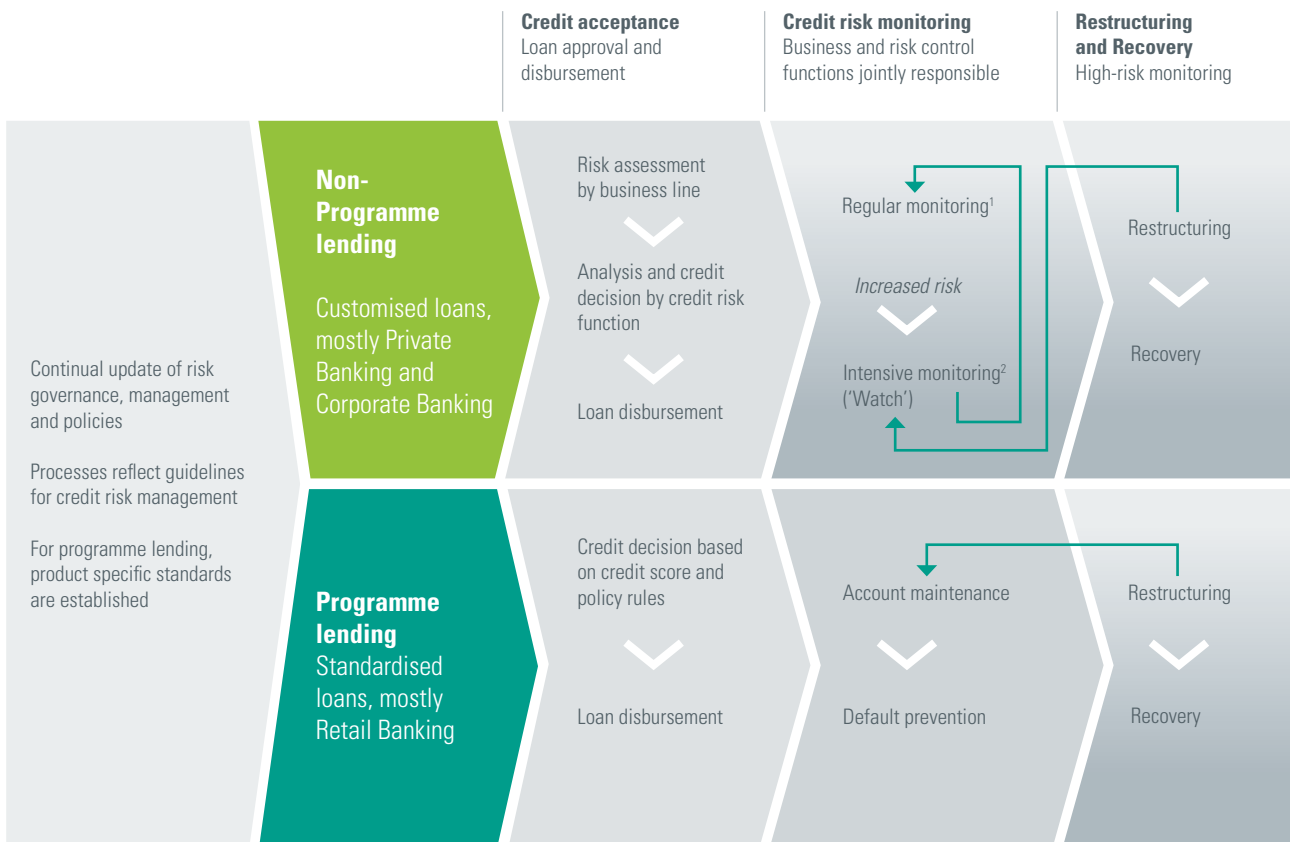 Credit acceptance
Loan approval and
disbursement
Credit risk monitoring
Business and risk control
functions jointly responsible
Restructuring
and Recovery
High-risk monitoring
Continual update of risk
governance, management
and policies
Processes reflect guidelines
for credit risk management
For programme lending,
product specific standards
are established
Non-
Programme
lending
Customised loans,
mostly Private
Banking and
Corporate Banking
Risk assessment
by business line
Analysis and credit
decision by credit risk
function
Loan disbursement
Regular monitoring¹
Increased risk
Intensive monitoring²
('Watch')
Restructuring
Recovery
Programme
lending
Standardised
loans, mostly
Retail Banking
Credit decision based
on credit score and
policy rules
Loan disbursement
Account maintenance
Default prevention
Restructuring
Recovery